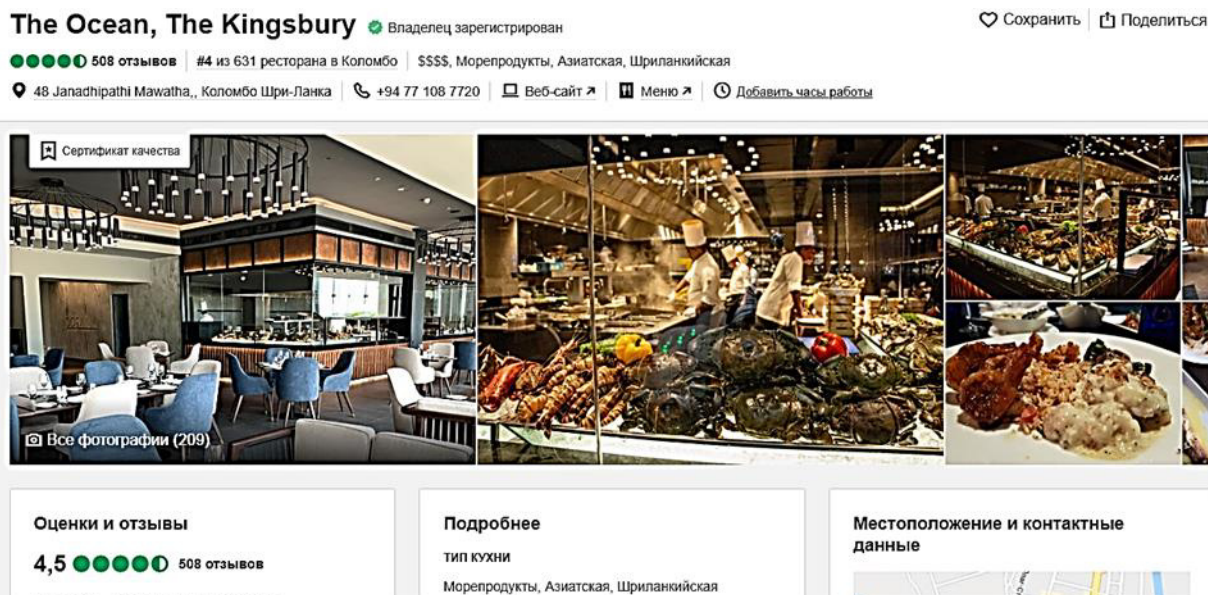 The Ocean, The Kingsbury Владелец зарегистрирован
Сохранить Поделиться
508 отзывов #4 из 631 ресторана в Коломбо $$$$, Морепродукты, Азиатская, Шриланкийская
48 Janadhipathi Mawatha,, Коломбо Шри-Ланка +94 77 108 7720 Веб-сайт Меню Добавить часы работы
Сертификат качества
Все фотографии (209)
Оценки и отзывы
4,5 508 отзывов
Подробнее
ТИП КУХНИ
Морепродукты, Азиатская, Шриланкийская
Местоположение и контактные
данные